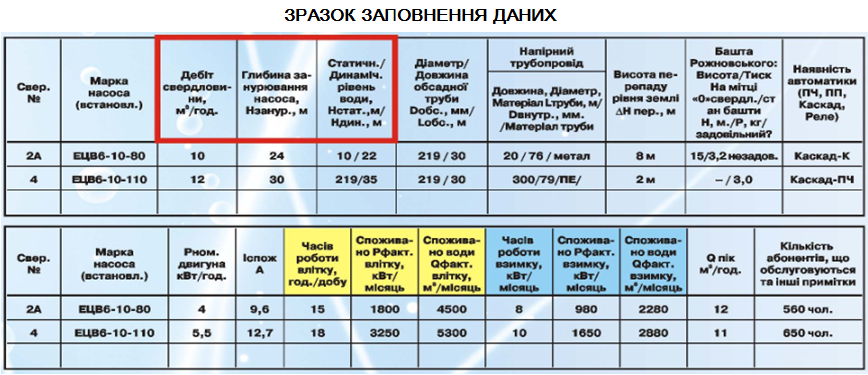 ЗРАЗОК ЗАПОВНЕННЯ ДАНИХ
Свер. № | Марка насоса (встановл.) | Дебіт свердловини, м³/год. | Глибина занурювання насоса, Нзанур., м | Статичн./ Динаміч. рівень води, Нстат.,м/ Ндин., м | Діаметр/ Довжина обсадної труби Dобс., мм/ Lобс., м | Напірний трубопровід | Довжина, Діаметр, Матеріал Lтруби, м/ Dвнутр., мм. /Матеріал труби | Висота перепаду рівня землі ΔН пер., м | Башта Рожновського: Висота/Тиск На мітці «0»свердл./стан башти Н, м./Р, кг/ задовільный? | Наявність автоматики (ПЧ, ПП, Каскад, Реле)
2А | ЕЦВ6-10-80 | 10 | 24 | 10 / 22 | 219 / 30 | 20 / 76 / метал | 8 м | 15/3,2 незадов. | Каскад-К
4 | ЕЦВ6-10-110 | 12 | 30 | 219/35 | 219 / 30 | 300/79/ПЕ/ | 2 м | – / 3,0 | Каскад-ПЧ
Свер. № | Марка насоса (встановл.) | Рном. двигуна кВт/год. | Іспож А | Часів роботи влітку, год./добу | Споживано Рфакт. влітку, кВт/ місяць | Споживано води Qфакт. влітку, м³/місяць | Часів роботи взимку, кВт/ місяць | Споживано Рфакт. взимку, кВт/ місяць | Споживано води Qфакт. взимку, м³/місяць | Q пік м³/год. | Кількість абонентів, що обслуговуються та інші примітки
2А | ЕЦВ6-10-80 | 4 | 9,6 | 15 | 1800 | 4500 | 8 | 980 | 2280 | 12 | 560 чол.
4 | ЕЦВ6-10-110 | 5,5 | 12,7 | 18 | 3250 | 5300 | 10 | 1650 | 2880 | 11 | 650 чол.